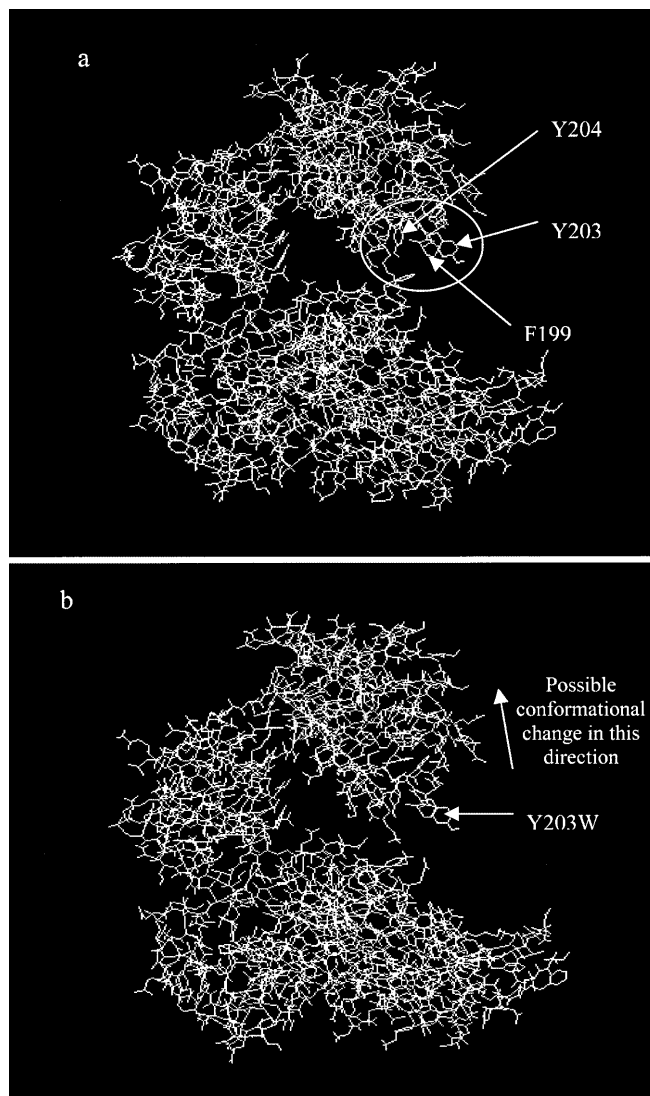 a
Y204
Y203
F199
b
Possible
conformational
change in this
direction
Y203W